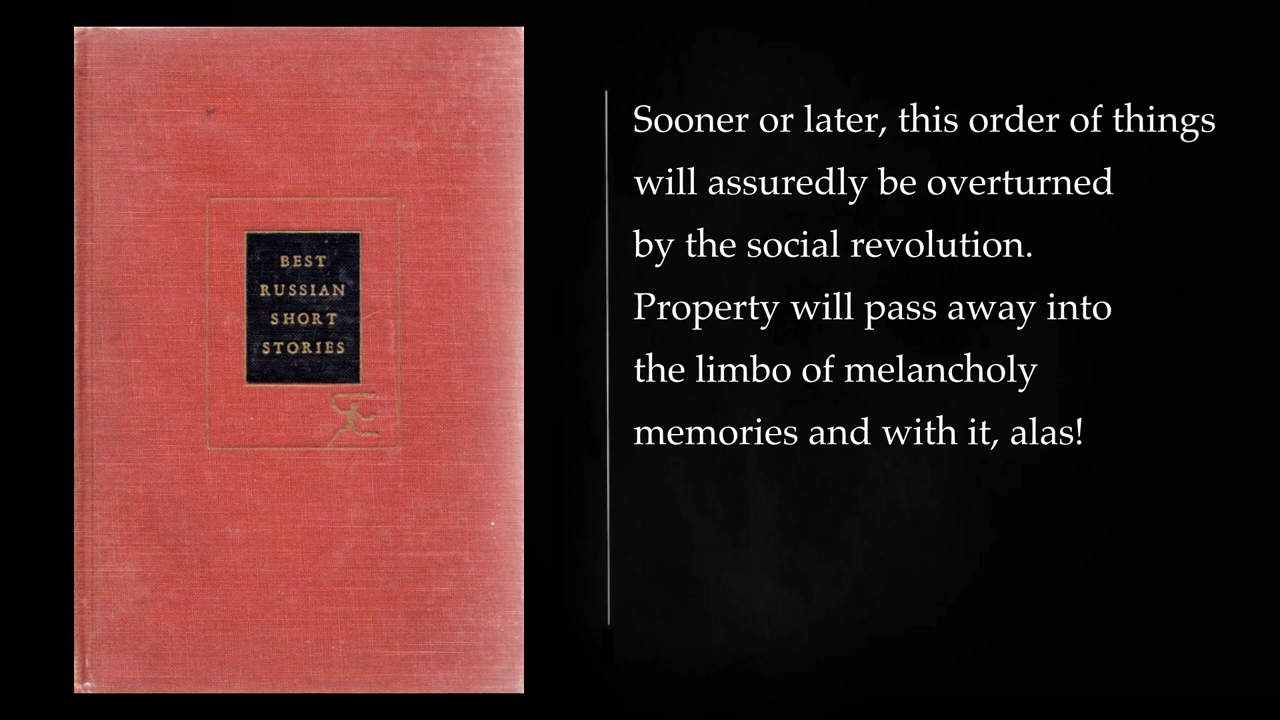 BEST
RUSSIAN
SHORT
STORIES
Sooner or later, this order of things
will assuredly be overturned
by the social revolution.
Property will pass away into
the limbo of melancholy
memories and with it, alas!